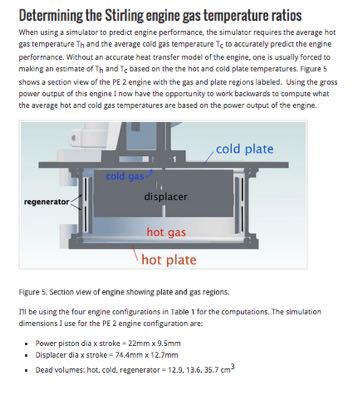 Determining the Stirling engine gas temperature ratios
When using a simulator to predict engine performance, the simulator requires the average hot
gas temperature Th and the average cold gas temperature Tc to accurately predict the engine
performance. Without an accurate heat transfer model of the engine, one is usually forced to
making an estimate of Th and Tc based on the the hot and cold plate temperatures. Figure 5
shows a section view of the PE 2 engine with the gas and plate regions labeled. Using the gross
power output of this engine I now have the opportunity to work backwards to compute what
the average hot and cold gas temperatures are based on the power output of the engine.
cold plate
cold gas
displacer
regenerator
hot gas
hot plate
Figure 5. Section view of engine showing plate and gas regions.
I'll be using the four engine configurations in Table 1 for the computations. The simulation
dimensions I use for the PE 2 engine configuration are:
• Power piston dia x stroke = 22mm x 9.5mm
• Displacer dia x stroke = 74.4mm x 12.7mm
• Dead volumes: hot, cold, regenerator = 12.9, 13.6, 35.7 cm3